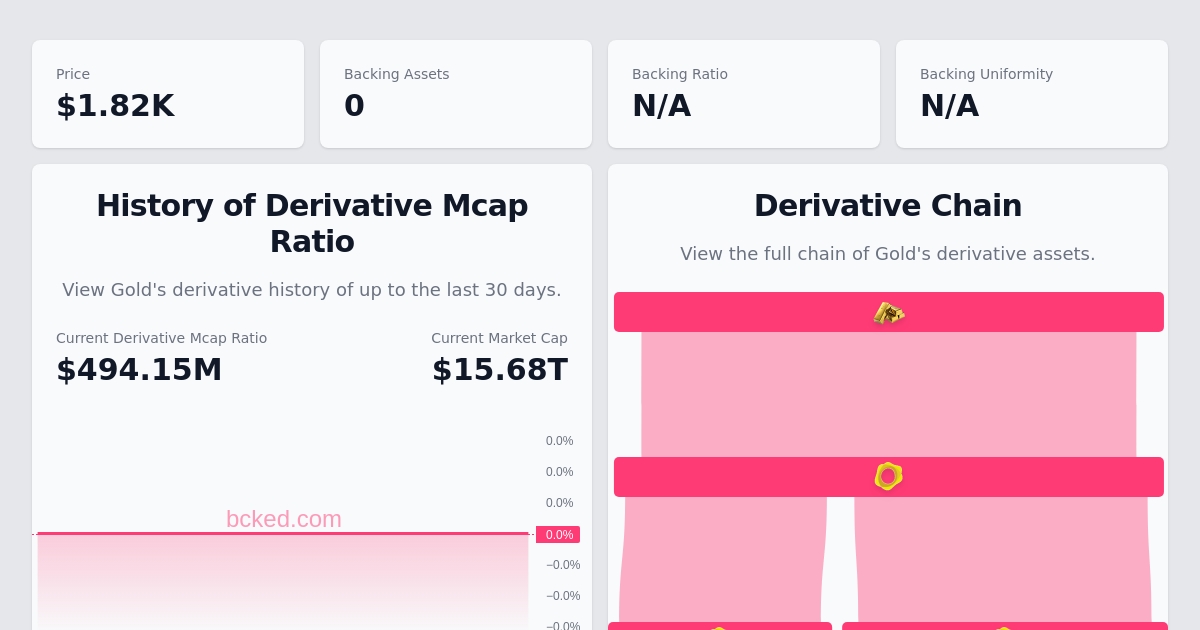 Price
$1.82K
Backing Assets
0
Backing Ratio
N/A
Backing Uniformity
N/A
History of Derivative Mcap
Ratio
View Gold's derivative history of up to the last 30 days.
Current Derivative Mcap Ratio
$494.15M
Current Market Cap
$15.68T
0.0%
0.0%
0.0%
bcked.com
0.0%
−0.0%
−0.0%
−0.0%
Derivative Chain
View the full chain of Gold's derivative assets.